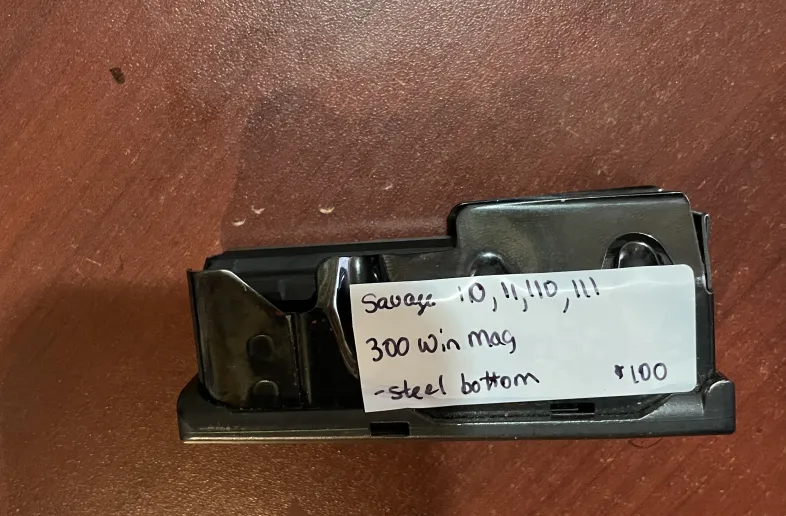 Savage 10, 11, 110, 111
300 Win Mag
-steel bottom $100